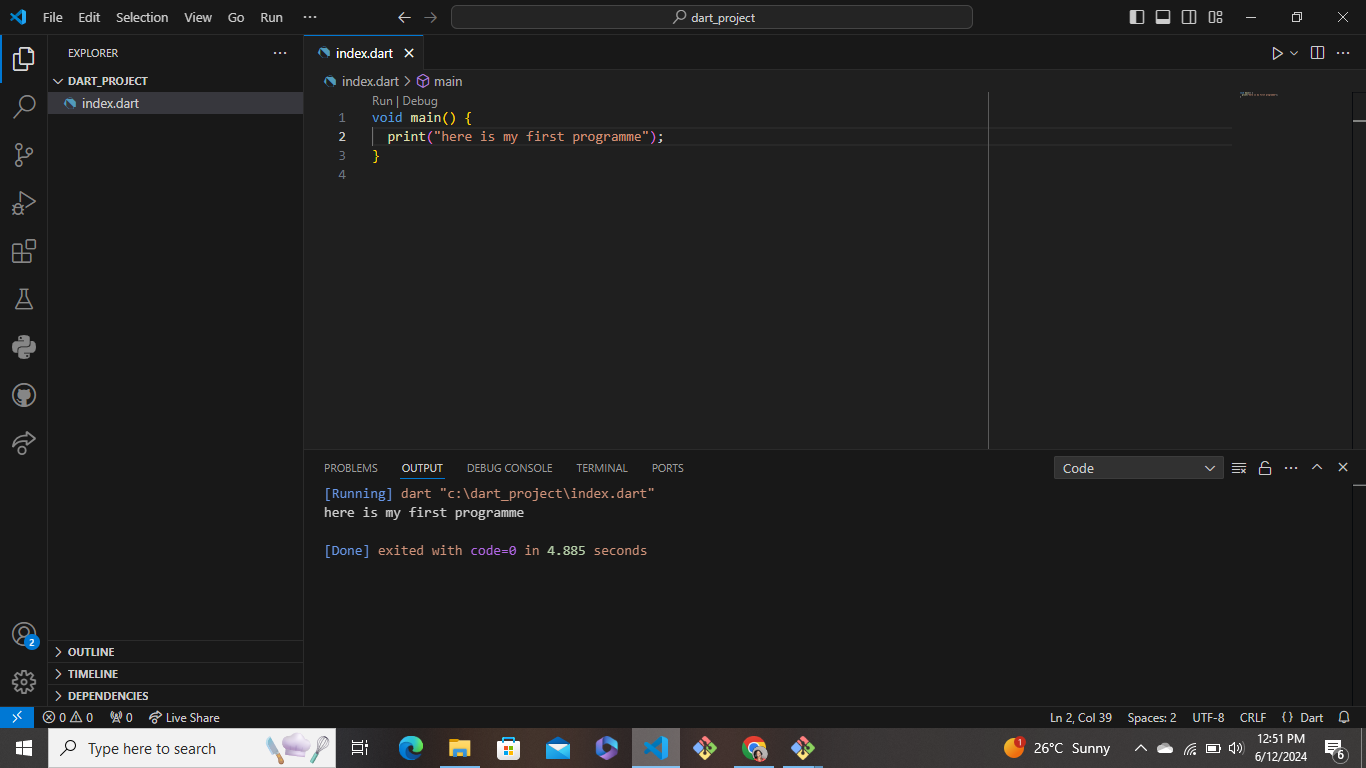 File Edit Selection View Go Run ···
dart_project
EXPLORER
DART_PROJECT
index.dart
OUTLINE
TIMELINE
DEPENDENCIES
index.dart
index.dart > main
Run | Debug
1 void main() {
2 print("here is my first programme");
3 }
4
PROBLEMS OUTPUT DEBUG CONSOLE TERMINAL PORTS
Code
[Running] dart "c:\dart_project\index.dart"
here is my first programme
[Done] exited with code=0 in 4.885 seconds
2
0 0 0 Live Share
Ln 2, Col 39 Spaces: 2 UTF-8 CRLF {} Dart
Type here to search
1
26°C Sunny
12:51 PM
6/12/2024
6